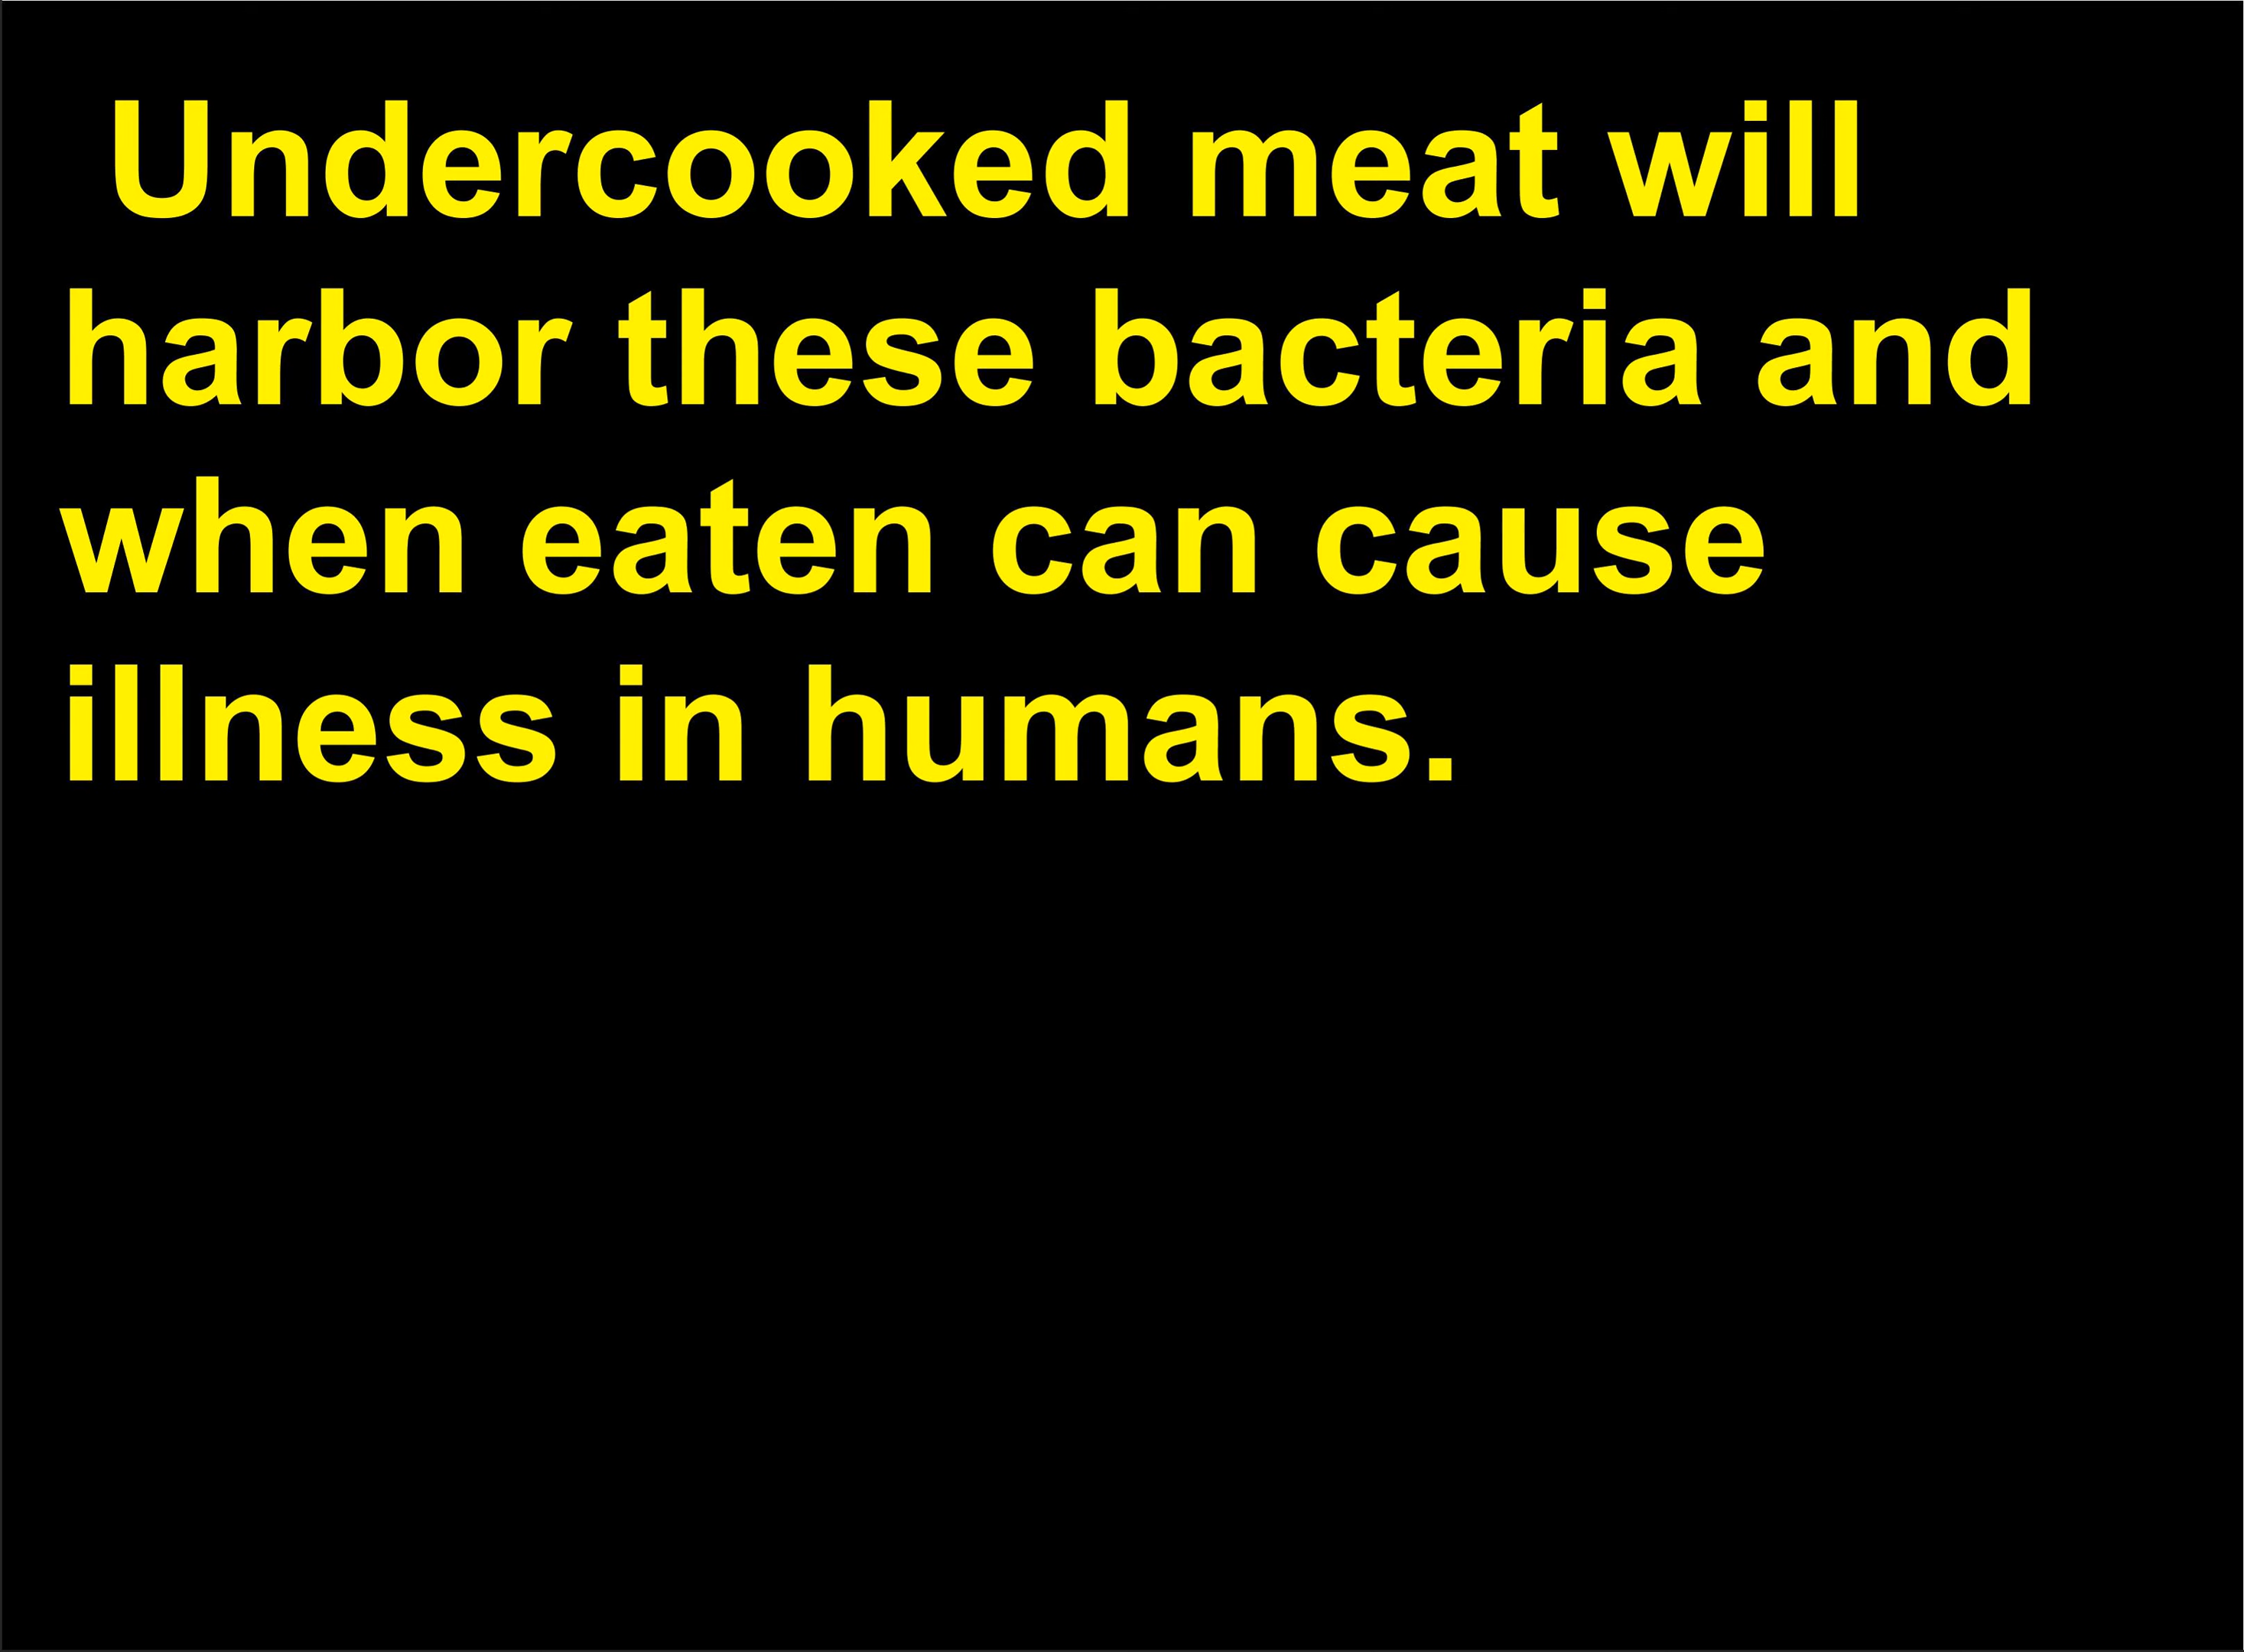 Undercooked meat will
harbor these bacteria and
when eaten can cause
illness in humans.